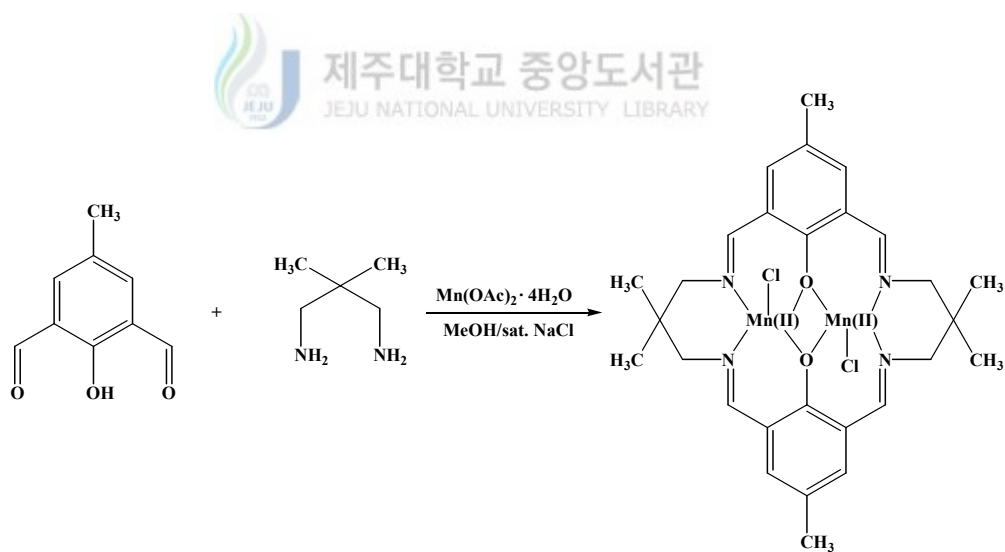 제주대학교 중앙도서관
JEJU NATIONAL UNIVERSITY LIBRARY
JEJU
1952
CH₃
O
OH
O
+
H₃C
CH₃
NH₂
NH₂
Mn(OAc)₂· 4H₂O
MeOH/sat. NaCl
CH₃
N
Cl
O
N
H₃C
CH₃
Mn(II)
Mn(II)
H₃C
N
O
Cl
N
CH₃
CH₃